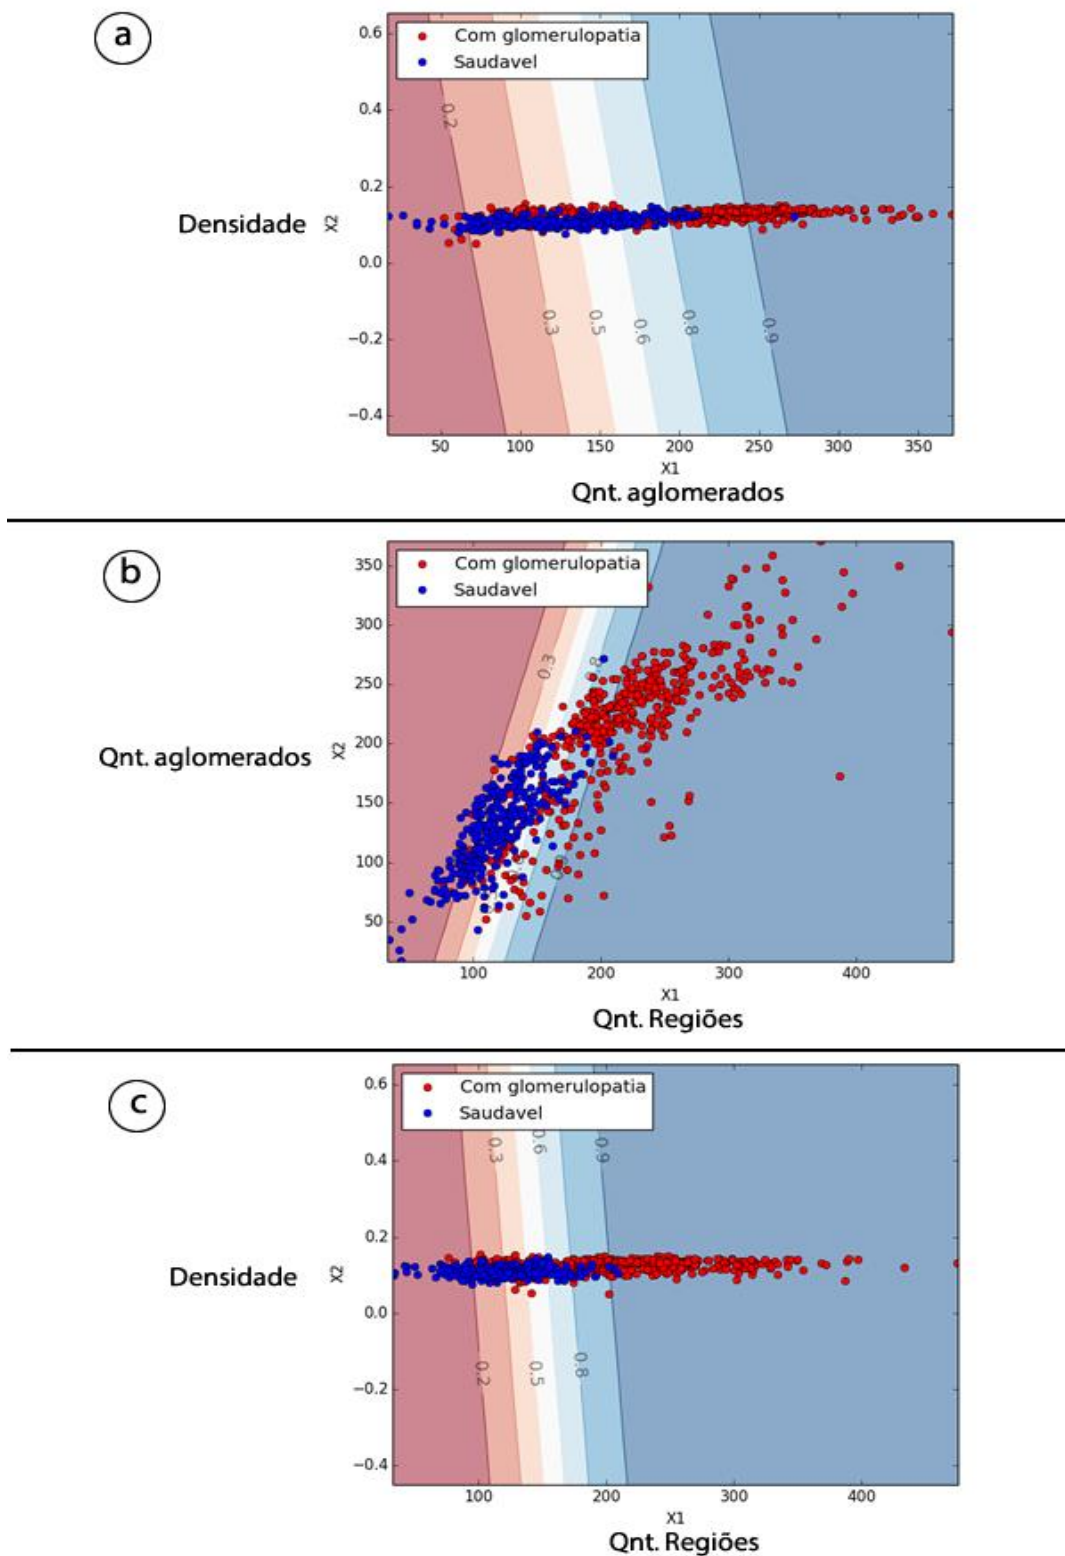 a
Com glomerulopatia
Saudavel
0.6
0.4
0.2
0.0
−0.2
−0.4
0.2
0.3
0.5
0.6
0.8
0.9
Densidade
X2
50 100 150 200 250 300 350
X1
Qnt. aglomerados
b
Com glomerulopatia
Saudavel
350
300
250
200
150
100
50
0.3
Qnt. aglomerados
X2
100 200 300 400
X1
Qnt. Regiões
c
Com glomerulopatia
Saudavel
0.6
0.4
0.2
0.0
−0.2
−0.4
0.3
0.6
0.9
0.2
0.5
0.8
Densidade
X2
100 200 300 400
X1
Qnt. Regiões